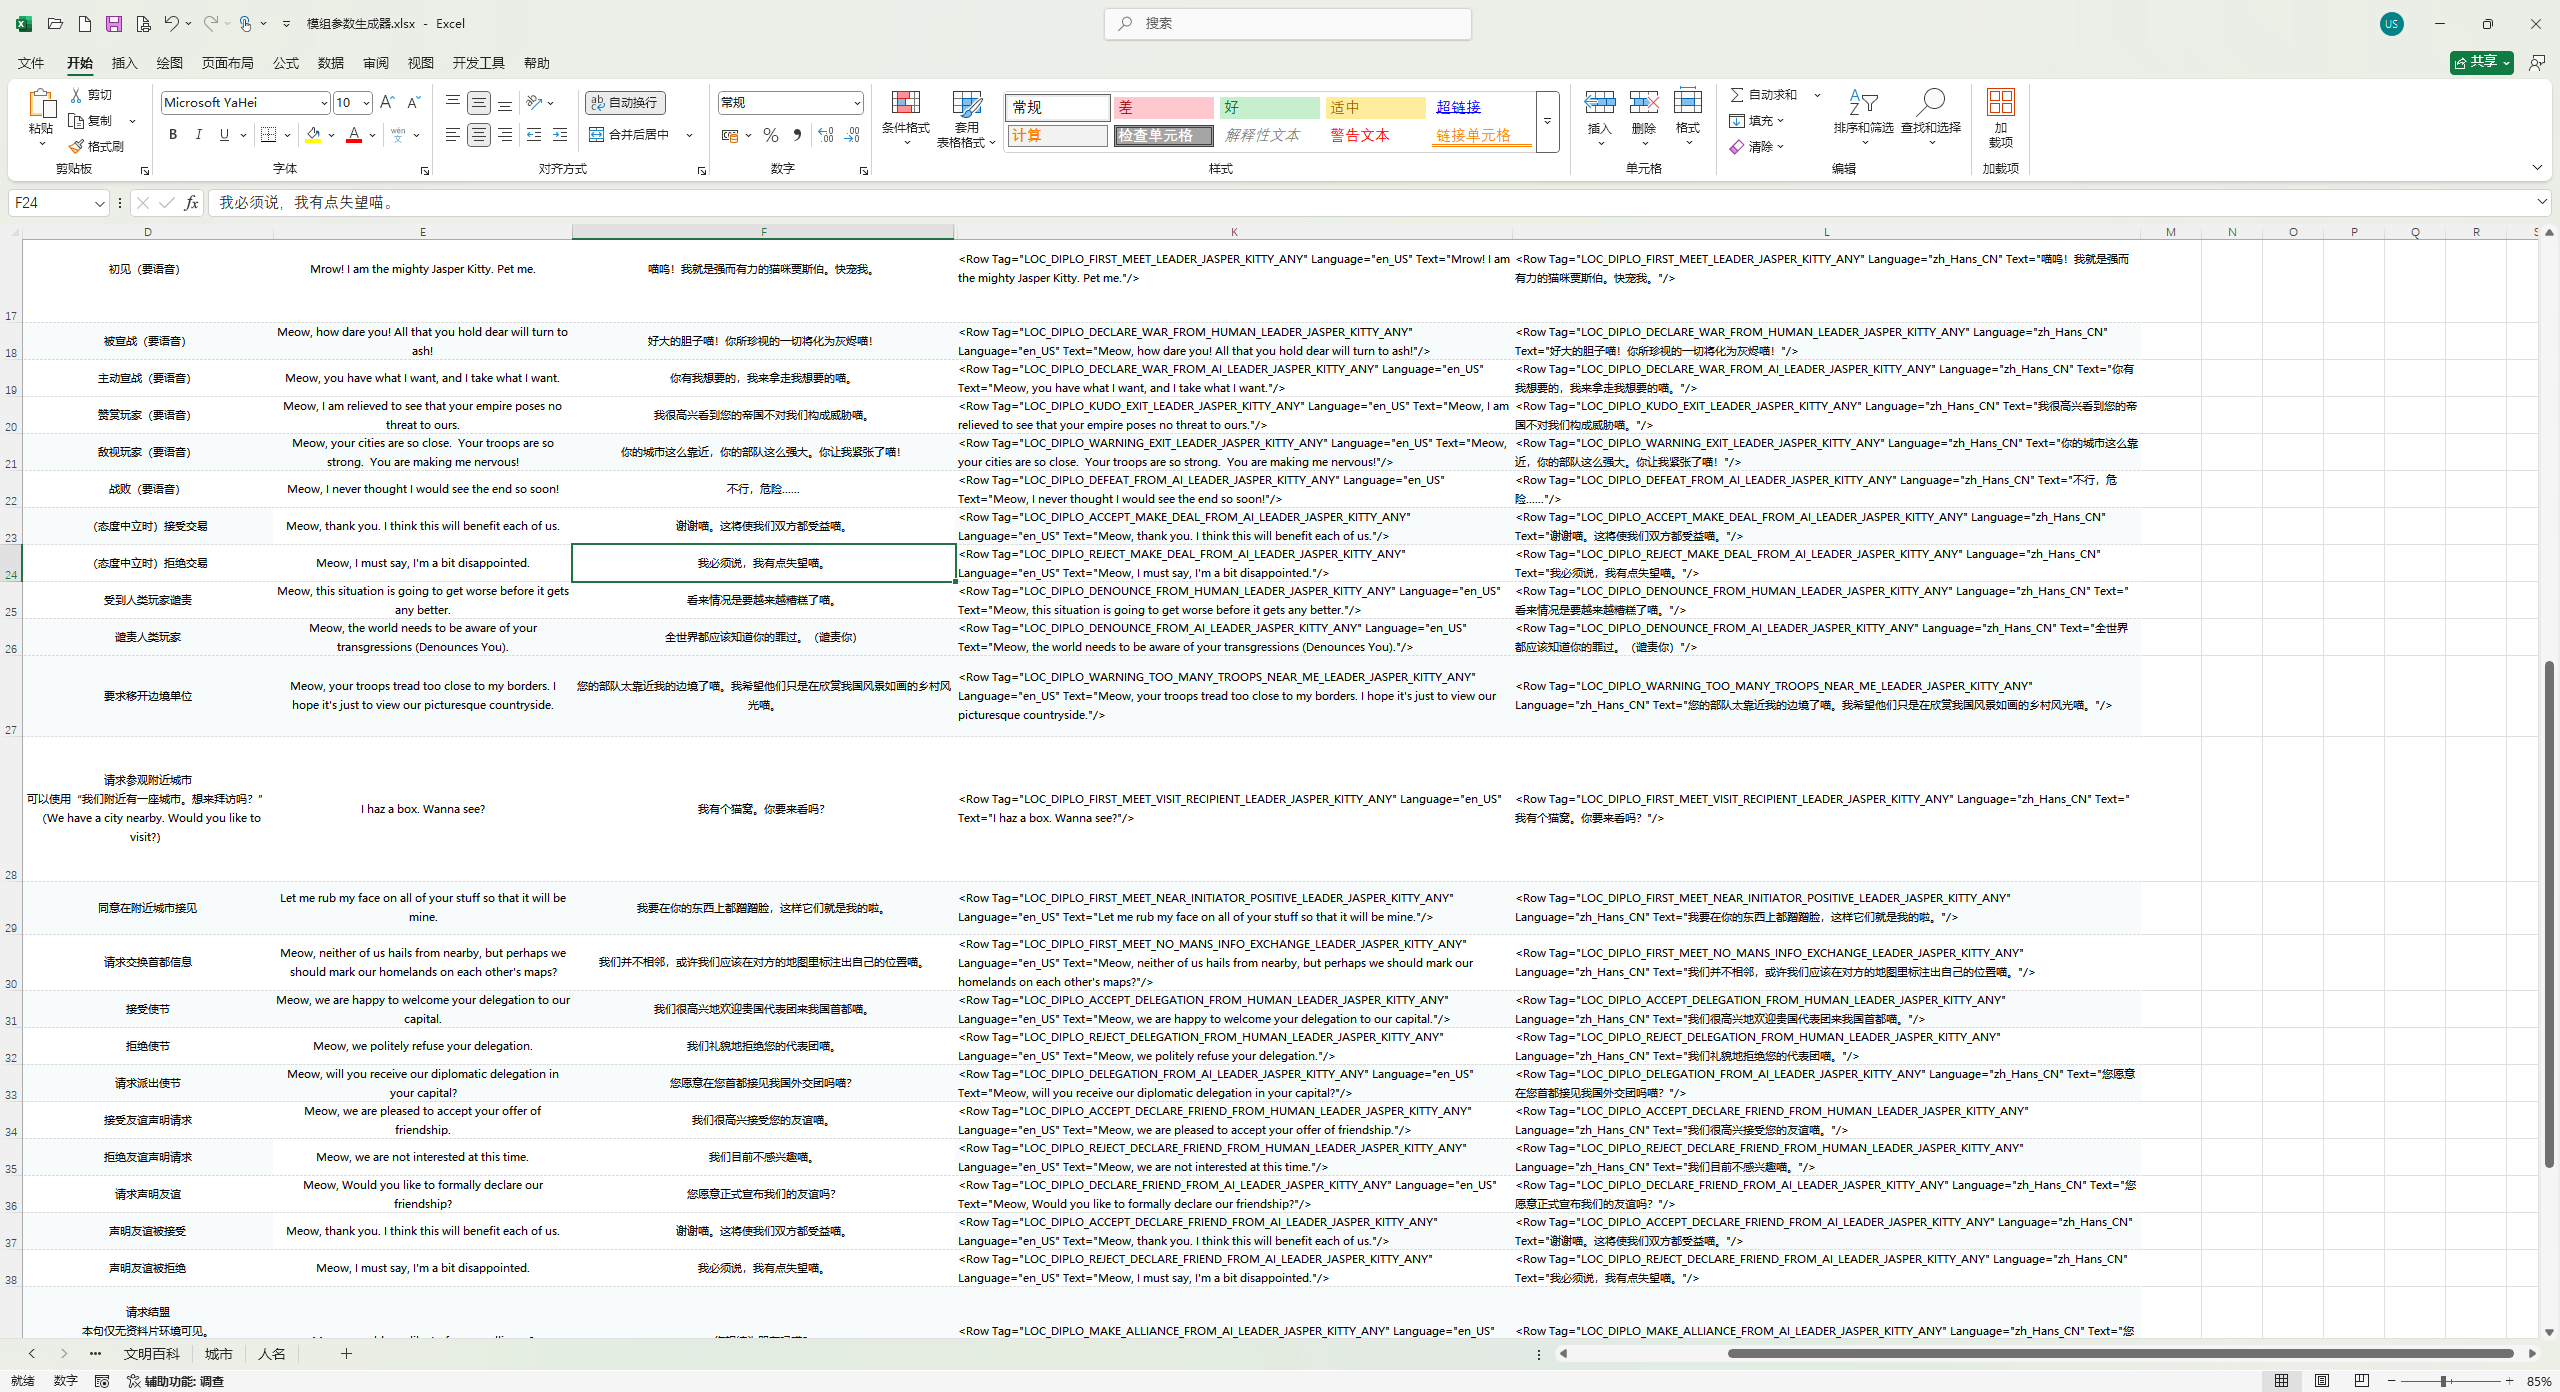 模组参数生成器.xlsx - Excel
搜索
US
文件 开始 插入 绘图 页面布局 公式 数据 审阅 视图 开发工具 帮助
共享
粘贴
剪切
复制
格式刷
剪贴板
Microsoft YaHei 10
B I U
wén
文
字体
自动换行
合并后居中
对齐方式
常规
数字
条件格式
套用
表格格式
常规 差 好 适中 超链接
计算 检查单元格 解释性文本 警告文本 链接单元格
样式
插入 删除 格式
单元格
自动求和
填充
清除
排序和筛选 查找和选择
编辑
加
载项
加载项
F24
fx
我必须说，我有点失望喵。
D E F K L M N O P Q R S
17
初见（要语音）
Mrow! I am the mighty Jasper Kitty. Pet me.
喵呜！我就是强而有力的猫咪贾斯伯。快宠我。
<Row Tag="LOC_DIPLO_FIRST_MEET_LEADER_JASPER_KITTY_ANY" Language="en_US" Text="Mrow! I am
the mighty Jasper Kitty. Pet me."/>
<Row Tag="LOC_DIPLO_FIRST_MEET_LEADER_JASPER_KITTY_ANY" Language="zh_Hans_CN" Text="喵呜！我就是强而
有力的猫咪贾斯伯。快宠我。"/>
18
被宣战（要语音）
Meow, how dare you! All that you hold dear will turn to
ash!
好大的胆子喵！你所珍视的一切将化为灰烬喵！
<Row Tag="LOC_DIPLO_DECLARE_WAR_FROM_HUMAN_LEADER_JASPER_KITTY_ANY"
Language="en_US" Text="Meow, how dare you! All that you hold dear will turn to ash!"/>
<Row Tag="LOC_DIPLO_DECLARE_WAR_FROM_HUMAN_LEADER_JASPER_KITTY_ANY" Language="zh_Hans_CN"
Text="好大的胆子喵！你所珍视的一切将化为灰烬喵！"/>
19
主动宣战（要语音）
Meow, you have what I want, and I take what I want.
你有我想要的，我来拿走我想要的喵。
<Row Tag="LOC_DIPLO_DECLARE_WAR_FROM_AI_LEADER_JASPER_KITTY_ANY" Language="en_US"
Text="Meow, you have what I want, and I take what I want."/>
<Row Tag="LOC_DIPLO_DECLARE_WAR_FROM_AI_LEADER_JASPER_KITTY_ANY" Language="zh_Hans_CN" Text="你有
我想要的，我来拿走我想要的喵。"/>
20
赞赏玩家（要语音）
Meow, I am relieved to see that your empire poses no
threat to ours.
我很高兴看到您的帝国不对我们构成威胁喵。
<Row Tag="LOC_DIPLO_KUDO_EXIT_LEADER_JASPER_KITTY_ANY" Language="en_US" Text="Meow, I am
relieved to see that your empire poses no threat to ours."/>
<Row Tag="LOC_DIPLO_KUDO_EXIT_LEADER_JASPER_KITTY_ANY" Language="zh_Hans_CN" Text="我很高兴看到您的帝
国不对我们构成威胁喵。"/>
21
敌视玩家（要语音）
Meow, your cities are so close.  Your troops are so
strong.  You are making me nervous!
你的城市这么靠近，你的部队这么强大。你让我紧张了喵！
<Row Tag="LOC_DIPLO_WARNING_EXIT_LEADER_JASPER_KITTY_ANY" Language="en_US" Text="Meow,
your cities are so close.  Your troops are so strong.  You are making me nervous!"/>
<Row Tag="LOC_DIPLO_WARNING_EXIT_LEADER_JASPER_KITTY_ANY" Language="zh_Hans_CN" Text="你的城市这么靠
近，你的部队这么强大。你让我紧张了喵！"/>
22
战败（要语音）
Meow, I never thought I would see the end so soon!
不行，危险……
<Row Tag="LOC_DIPLO_DEFEAT_FROM_AI_LEADER_JASPER_KITTY_ANY" Language="en_US"
Text="Meow, I never thought I would see the end so soon!"/>
<Row Tag="LOC_DIPLO_DEFEAT_FROM_AI_LEADER_JASPER_KITTY_ANY" Language="zh_Hans_CN" Text="不行，危
险……"/>
23
（态度中立时）接受交易
Meow, thank you. I think this will benefit each of us.
谢谢喵。这将使我们双方都受益喵。
<Row Tag="LOC_DIPLO_ACCEPT_MAKE_DEAL_FROM_AI_LEADER_JASPER_KITTY_ANY"
Language="en_US" Text="Meow, thank you. I think this will benefit each of us."/>
<Row Tag="LOC_DIPLO_ACCEPT_MAKE_DEAL_FROM_AI_LEADER_JASPER_KITTY_ANY" Language="zh_Hans_CN"
Text="谢谢喵。这将使我们双方都受益喵。"/>
24
（态度中立时）拒绝交易
Meow, I must say, I'm a bit disappointed.
我必须说，我有点失望喵。
<Row Tag="LOC_DIPLO_REJECT_MAKE_DEAL_FROM_AI_LEADER_JASPER_KITTY_ANY"
Language="en_US" Text="Meow, I must say, I'm a bit disappointed."/>
<Row Tag="LOC_DIPLO_REJECT_MAKE_DEAL_FROM_AI_LEADER_JASPER_KITTY_ANY" Language="zh_Hans_CN"
Text="我必须说，我有点失望喵。"/>
25
受到人类玩家谴责
Meow, this situation is going to get worse before it gets
any better.
看来情况是要越来越糟糕了喵。
<Row Tag="LOC_DIPLO_DENOUNCE_FROM_HUMAN_LEADER_JASPER_KITTY_ANY" Language="en_US"
Text="Meow, this situation is going to get worse before it gets any better."/>
<Row Tag="LOC_DIPLO_DENOUNCE_FROM_HUMAN_LEADER_JASPER_KITTY_ANY" Language="zh_Hans_CN" Text="
看来情况是要越来越糟糕了喵。"/>
26
谴责人类玩家
Meow, the world needs to be aware of your
transgressions (Denounces You).
全世界都应该知道你的罪过。（谴责你）
<Row Tag="LOC_DIPLO_DENOUNCE_FROM_AI_LEADER_JASPER_KITTY_ANY" Language="en_US"
Text="Meow, the world needs to be aware of your transgressions (Denounces You)."/>
<Row Tag="LOC_DIPLO_DENOUNCE_FROM_AI_LEADER_JASPER_KITTY_ANY" Language="zh_Hans_CN" Text="全世界
都应该知道你的罪过。（谴责你）"/>
27
要求移开边境单位
Meow, your troops tread too close to my borders. I
hope it's just to view our picturesque countryside.
您的部队太靠近我的边境了喵。我希望他们只是在欣赏我国风景如画的乡村风
光喵。
<Row Tag="LOC_DIPLO_WARNING_TOO_MANY_TROOPS_NEAR_ME_LEADER_JASPER_KITTY_ANY"
Language="en_US" Text="Meow, your troops tread too close to my borders. I hope it's just to view our
picturesque countryside."/>
<Row Tag="LOC_DIPLO_WARNING_TOO_MANY_TROOPS_NEAR_ME_LEADER_JASPER_KITTY_ANY"
Language="zh_Hans_CN" Text="您的部队太靠近我的边境了喵。我希望他们只是在欣赏我国风景如画的乡村风光喵。"/>
28
请求参观附近城市
可以使用“我们附近有一座城市。想来拜访吗？”
(We have a city nearby. Would you like to
visit?)
I haz a box. Wanna see?
我有个猫窝。你要来看吗？
<Row Tag="LOC_DIPLO_FIRST_MEET_VISIT_RECIPIENT_LEADER_JASPER_KITTY_ANY" Language="en_US"
Text="I haz a box. Wanna see?"/>
<Row Tag="LOC_DIPLO_FIRST_MEET_VISIT_RECIPIENT_LEADER_JASPER_KITTY_ANY" Language="zh_Hans_CN" Text="
我有个猫窝。你要来看吗？"/>
29
同意在附近城市接见
Let me rub my face on all of your stuff so that it will be
mine.
我要在你的东西上都蹭蹭脸，这样它们就是我的啦。
<Row Tag="LOC_DIPLO_FIRST_MEET_NEAR_INITIATOR_POSITIVE_LEADER_JASPER_KITTY_ANY"
Language="en_US" Text="Let me rub my face on all of your stuff so that it will be mine."/>
<Row Tag="LOC_DIPLO_FIRST_MEET_NEAR_INITIATOR_POSITIVE_LEADER_JASPER_KITTY_ANY"
Language="zh_Hans_CN" Text="我要在你的东西上都蹭蹭脸，这样它们就是我的啦。"/>
30
请求交换首都信息
Meow, neither of us hails from nearby, but perhaps we
should mark our homelands on each other's maps?
我们并不相邻，或许我们应该在对方的地图里标注出自己的位置喵。
<Row Tag="LOC_DIPLO_FIRST_MEET_NO_MANS_INFO_EXCHANGE_LEADER_JASPER_KITTY_ANY"
Language="en_US" Text="Meow, neither of us hails from nearby, but perhaps we should mark our
homelands on each other's maps?"/>
<Row Tag="LOC_DIPLO_FIRST_MEET_NO_MANS_INFO_EXCHANGE_LEADER_JASPER_KITTY_ANY"
Language="zh_Hans_CN" Text="我们并不相邻，或许我们应该在对方的地图里标注出自己的位置喵。"/>
31
接受使节
Meow, we are happy to welcome your delegation to our
capital.
我们很高兴地欢迎贵国代表团来我国首都喵。
<Row Tag="LOC_DIPLO_ACCEPT_DELEGATION_FROM_HUMAN_LEADER_JASPER_KITTY_ANY"
Language="en_US" Text="Meow, we are happy to welcome your delegation to our capital."/>
<Row Tag="LOC_DIPLO_ACCEPT_DELEGATION_FROM_HUMAN_LEADER_JASPER_KITTY_ANY"
Language="zh_Hans_CN" Text="我们很高兴地欢迎贵国代表团来我国首都喵。"/>
32
拒绝使节
Meow, we politely refuse your delegation.
我们礼貌地拒绝您的代表团喵。
<Row Tag="LOC_DIPLO_REJECT_DELEGATION_FROM_HUMAN_LEADER_JASPER_KITTY_ANY"
Language="en_US" Text="Meow, we politely refuse your delegation."/>
<Row Tag="LOC_DIPLO_REJECT_DELEGATION_FROM_HUMAN_LEADER_JASPER_KITTY_ANY"
Language="zh_Hans_CN" Text="我们礼貌地拒绝您的代表团喵。"/>
33
请求派出使节
Meow, will you receive our diplomatic delegation in
your capital?
您愿意在您首都接见我国外交团吗喵？
<Row Tag="LOC_DIPLO_DELEGATION_FROM_AI_LEADER_JASPER_KITTY_ANY" Language="en_US"
Text="Meow, will you receive our diplomatic delegation in your capital?"/>
<Row Tag="LOC_DIPLO_DELEGATION_FROM_AI_LEADER_JASPER_KITTY_ANY" Language="zh_Hans_CN" Text="您愿意
在您首都接见我国外交团吗喵？"/>
34
接受友谊声明请求
Meow, we are pleased to accept your offer of
friendship.
我们很高兴接受您的友谊喵。
<Row Tag="LOC_DIPLO_ACCEPT_DECLARE_FRIEND_FROM_HUMAN_LEADER_JASPER_KITTY_ANY"
Language="en_US" Text="Meow, we are pleased to accept your offer of friendship."/>
<Row Tag="LOC_DIPLO_ACCEPT_DECLARE_FRIEND_FROM_HUMAN_LEADER_JASPER_KITTY_ANY"
Language="zh_Hans_CN" Text="我们很高兴接受您的友谊喵。"/>
35
拒绝友谊声明请求
Meow, we are not interested at this time.
我们目前不感兴趣喵。
<Row Tag="LOC_DIPLO_REJECT_DECLARE_FRIEND_FROM_HUMAN_LEADER_JASPER_KITTY_ANY"
Language="en_US" Text="Meow, we are not interested at this time."/>
<Row Tag="LOC_DIPLO_REJECT_DECLARE_FRIEND_FROM_HUMAN_LEADER_JASPER_KITTY_ANY"
Language="zh_Hans_CN" Text="我们目前不感兴趣喵。"/>
36
请求声明友谊
Meow, Would you like to formally declare our
friendship?
您愿意正式宣布我们的友谊吗？
<Row Tag="LOC_DIPLO_DECLARE_FRIEND_FROM_AI_LEADER_JASPER_KITTY_ANY" Language="en_US"
Text="Meow, Would you like to formally declare our friendship?"/>
<Row Tag="LOC_DIPLO_DECLARE_FRIEND_FROM_AI_LEADER_JASPER_KITTY_ANY" Language="zh_Hans_CN" Text="您
愿意正式宣布我们的友谊吗？"/>
37
声明友谊被接受
Meow, thank you. I think this will benefit each of us.
谢谢喵。这将使我们双方都受益喵。
<Row Tag="LOC_DIPLO_ACCEPT_DECLARE_FRIEND_FROM_AI_LEADER_JASPER_KITTY_ANY"
Language="en_US" Text="Meow, thank you. I think this will benefit each of us."/>
<Row Tag="LOC_DIPLO_ACCEPT_DECLARE_FRIEND_FROM_AI_LEADER_JASPER_KITTY_ANY" Language="zh_Hans_CN"
Text="谢谢喵。这将使我们双方都受益喵。"/>
38
声明友谊被拒绝
Meow, I must say, I'm a bit disappointed.
我必须说，我有点失望喵。
<Row Tag="LOC_DIPLO_REJECT_DECLARE_FRIEND_FROM_AI_LEADER_JASPER_KITTY_ANY"
Language="en_US" Text="Meow, I must say, I'm a bit disappointed."/>
<Row Tag="LOC_DIPLO_REJECT_DECLARE_FRIEND_FROM_AI_LEADER_JASPER_KITTY_ANY" Language="zh_Hans_CN"
Text="我必须说，我有点失望喵。"/>
请求结盟
本句仅无资料片环境可见。
<Row Tag="LOC_DIPLO_MAKE_ALLIANCE_FROM_AI_LEADER_JASPER_KITTY_ANY" Language="en_US"
<Row Tag="LOC_DIPLO_MAKE_ALLIANCE_FROM_AI_LEADER_JASPER_KITTY_ANY" Language="zh_Hans_CN" Text="您
文明百科 城市 人名
就绪 数字 辅助功能: 调查
85%